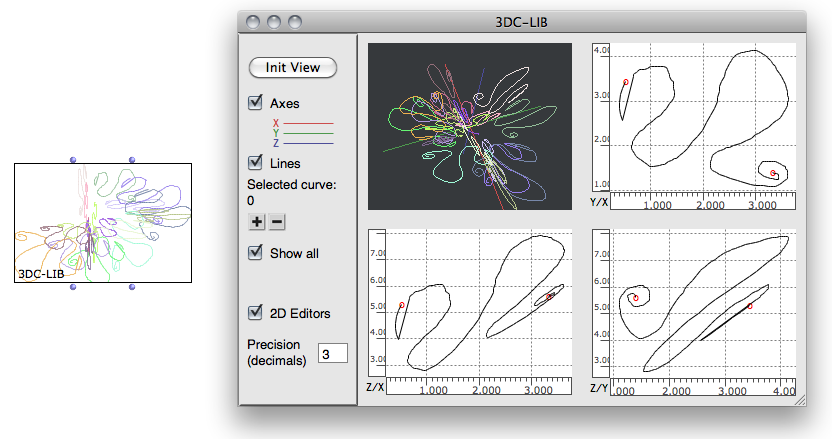 3DC-LIB
3DC-LIB
Init View
Axes
X
Y
Z
Lines
Selected curve:
0
+ −
Show all
2D Editors
Precision
(decimals) 3
4.00
3.00
2.00
1.00
Y/X
1.000 2.000 3.000
7.00
6.00
5.00
4.00
3.00
Z/X
1.000 2.000 3.000
7.00
6.00
5.00
4.00
3.00
Z/Y
.000 2.000 3.000 4.00